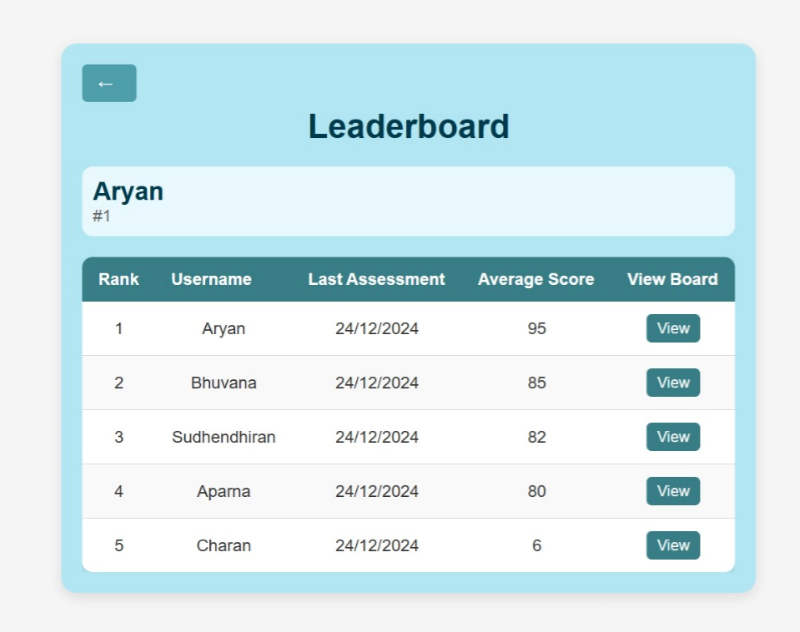 ←
Leaderboard
Aryan
#1
Rank Username Last Assessment Average Score View Board
1 Aryan 24/12/2024 95 View
2 Bhuvana 24/12/2024 85 View
3 Sudhendhiran 24/12/2024 82 View
4 Aparna 24/12/2024 80 View
5 Charan 24/12/2024 6 View